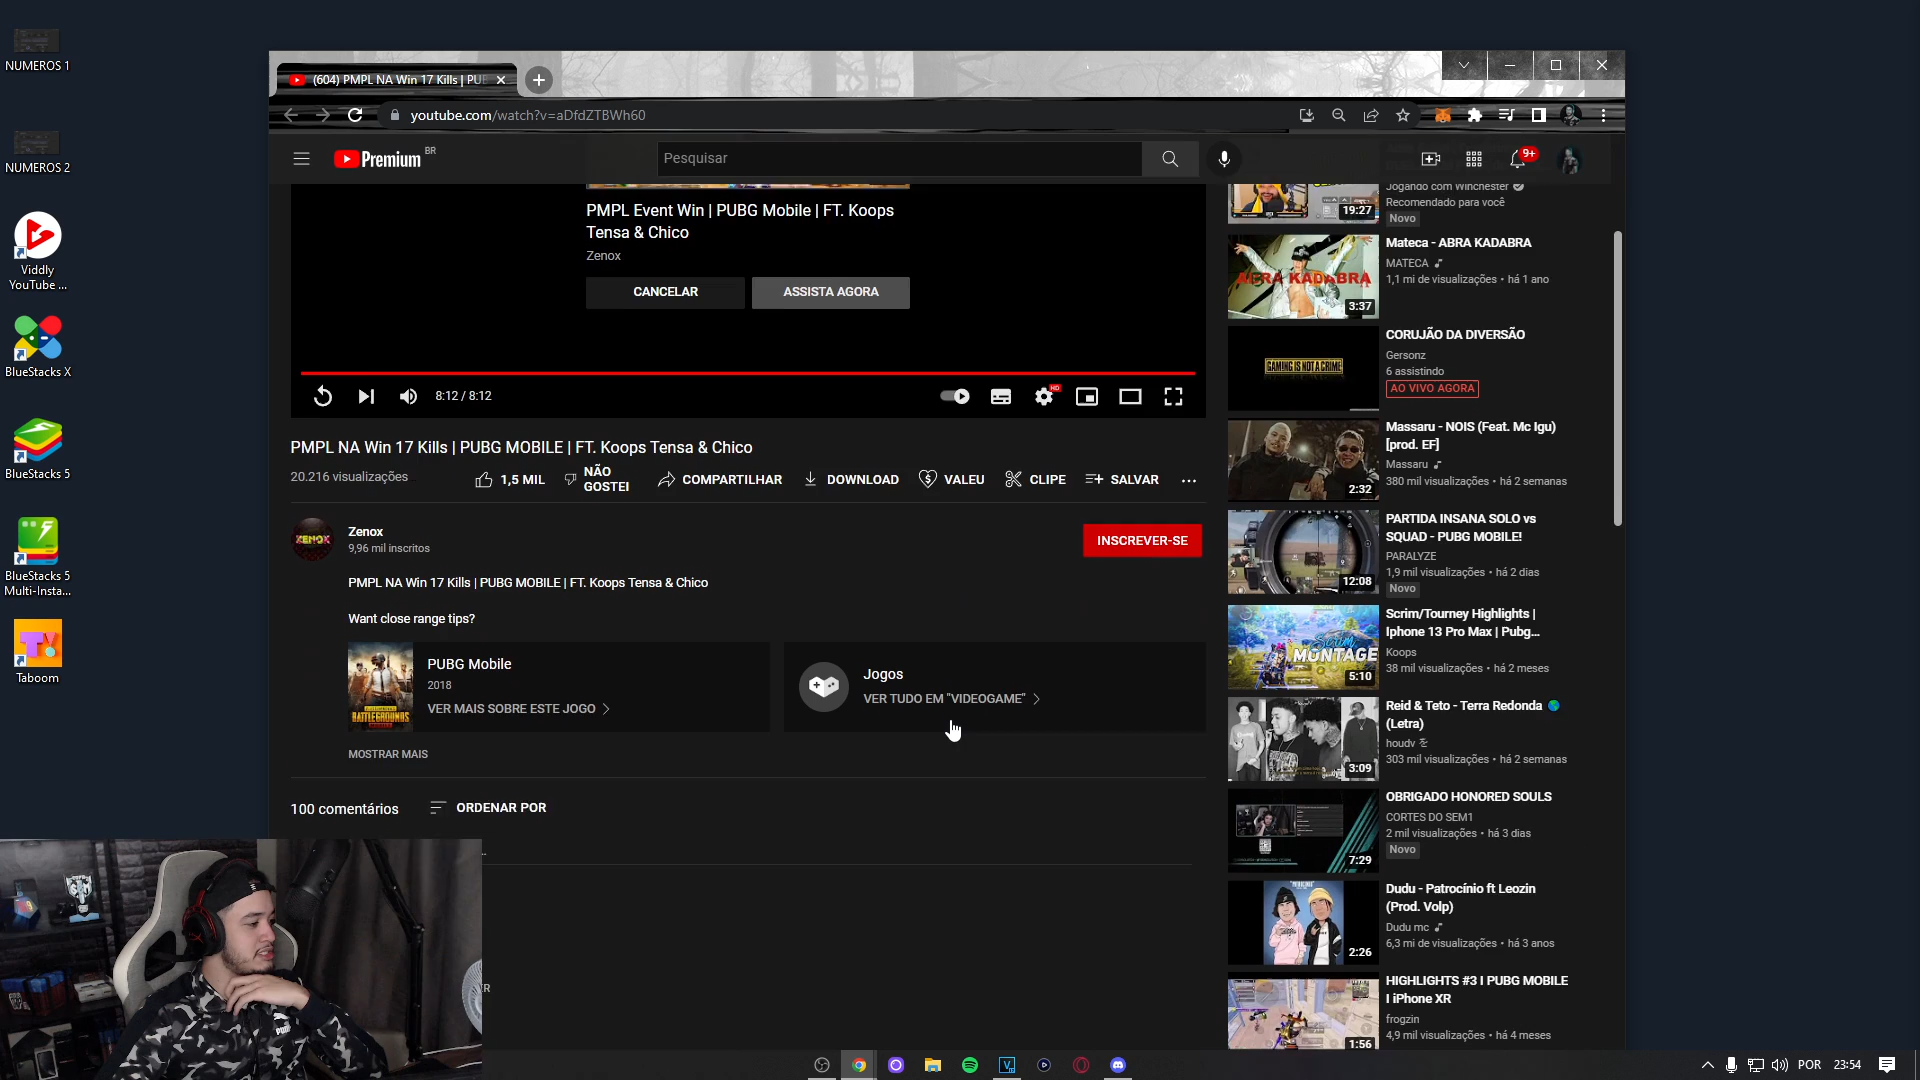 NUMEROS 1
NUMEROS 2
Viddly
YouTube ...
BlueStacks X
BlueStacks 5
BlueStacks 5
Multi-Insta...
Taboom
(604) PMPL NA Win 17 Kills | PUB
youtube.com/watch?v=aDfdZTBWh60
Premium BR
Pesquisar
9+
PMPL Event Win | PUBG Mobile | FT. Koops
Tensa & Chico
Zenox
CANCELAR
ASSISTA AGORA
8:12 / 8:12
HD
PMPL NA Win 17 Kills | PUBG MOBILE | FT. Koops Tensa & Chico
20.216 visualizações
1,5 MIL
NÃO
GOSTEI
COMPARTILHAR
DOWNLOAD
VALEU
CLIPE
SALVAR
XENOX
Zenox
9,96 mil inscritos
INSCREVER-SE
PMPL NA Win 17 Kills | PUBG MOBILE | FT. Koops Tensa & Chico
Want close range tips?
BATTLEGROUNDS
PUBG Mobile
2018
VER MAIS SOBRE ESTE JOGO
Jogos
VER TUDO EM "VIDEOGAME"
MOSTRAR MAIS
100 comentários
ORDENAR POR
19:27
Jogando com Winchester
Recomendado para você
Novo
ABRA KADABRA
3:37
Mateca - ABRA KADABRA
MATECA
1,1 mi de visualizações • há 1 ano
GAMING IS NOT A CRIME
CORUJÃO DA DIVERSÃO
Gersonz
6 assistindo
AO VIVO AGORA
2:32
Massaru - NOIS (Feat. Mc Igu)
[prod. EF]
Massaru
380 mil visualizações • há 2 semanas
12:08
PARTIDA INSANA SOLO vs
SQUAD - PUBG MOBILE!
PARALYZE
1,9 mil visualizações • há 2 dias
Novo
Scrim
MONTAGE
5:10
Scrim/Tourney Highlights |
Iphone 13 Pro Max | Pubg...
Koops
38 mil visualizações • há 2 meses
3:09
Reid & Teto - Terra Redonda
(Letra)
houdv
303 mil visualizações • há 2 semanas
7:29
OBRIGADO HONORED SOULS
CORTES DO SEM1
2 mil visualizações • há 3 dias
Novo
2:26
Dudu - Patrocínio ft Leozin
(Prod. Volp)
Dudu mc
6,3 mi de visualizações • há 3 anos
1:56
HIGHLIGHTS #3 I PUBG MOBILE
I iPhone XR
frogzin
4,9 mil visualizações • há 4 meses
POR
23:54